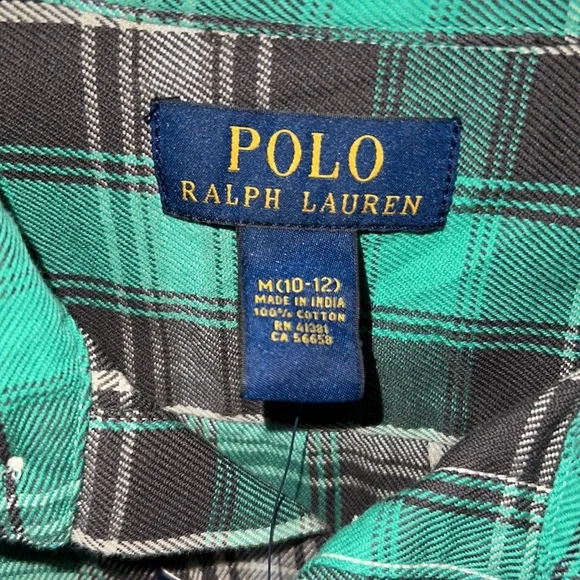 POLO
RALPH LAUREN
M(10-12)
MADE IN INDIA
100% COTTON
RN 41381
CA 56658